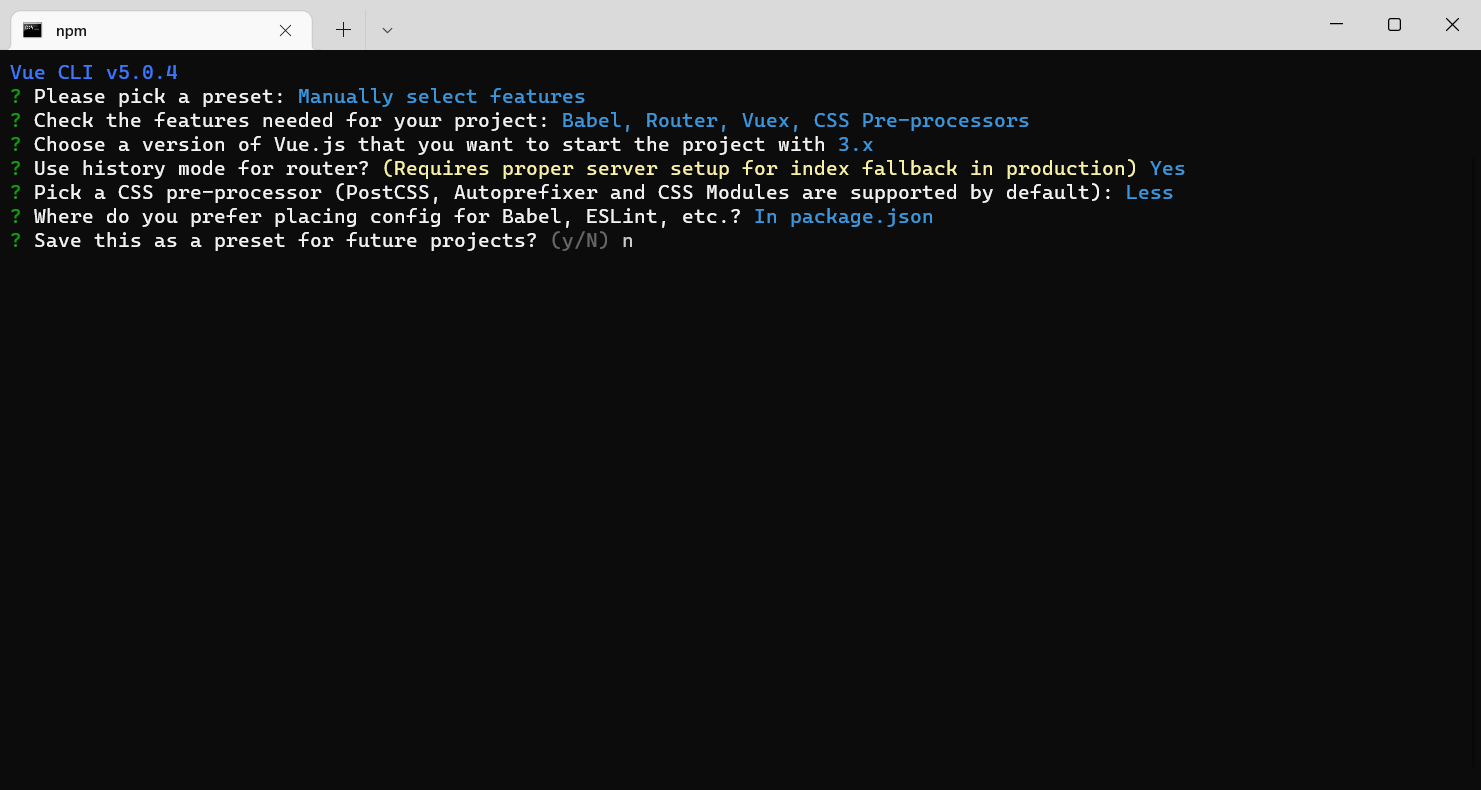 npm
Vue CLI v5.0.4
? Please pick a preset: Manually select features
? Check the features needed for your project: Babel, Router, Vuex, CSS Pre-processors
? Choose a version of Vue.js that you want to start the project with 3.x
? Use history mode for router? (Requires proper server setup for index fallback in production) Yes
? Pick a CSS pre-processor (PostCSS, Autoprefixer and CSS Modules are supported by default): Less
? Where do you prefer placing config for Babel, ESLint, etc.? In package.json
? Save this as a preset for future projects? (y/N) n